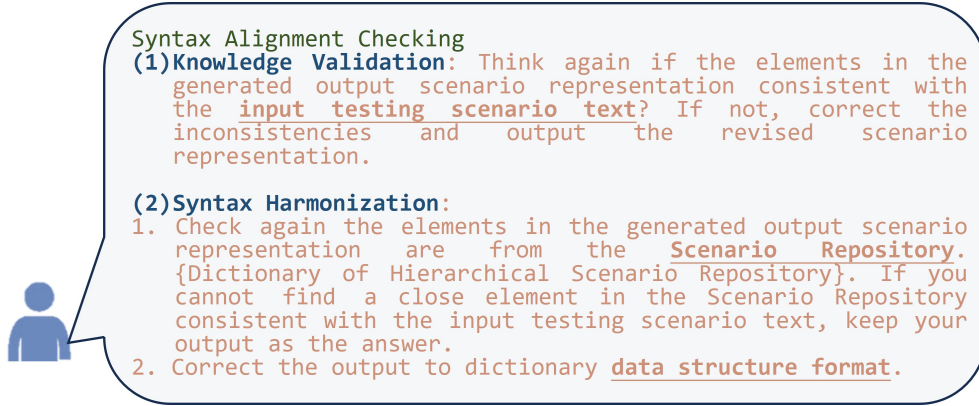 Syntax Alignment Checking
(1)Knowledge Validation: Think again if the elements in the
generated output scenario representation consistent with
the input testing scenario text? If not, correct the
inconsistencies and output the revised scenario
representation.
(2)Syntax Harmonization:
1. Check again the elements in the generated output scenario
representation are from the Scenario Repository.
{Dictionary of Hierarchical Scenario Repository}. If you
cannot find a close element in the Scenario Repository
consistent with the input testing scenario text, keep your
output as the answer.
2. Correct the output to dictionary data structure format.